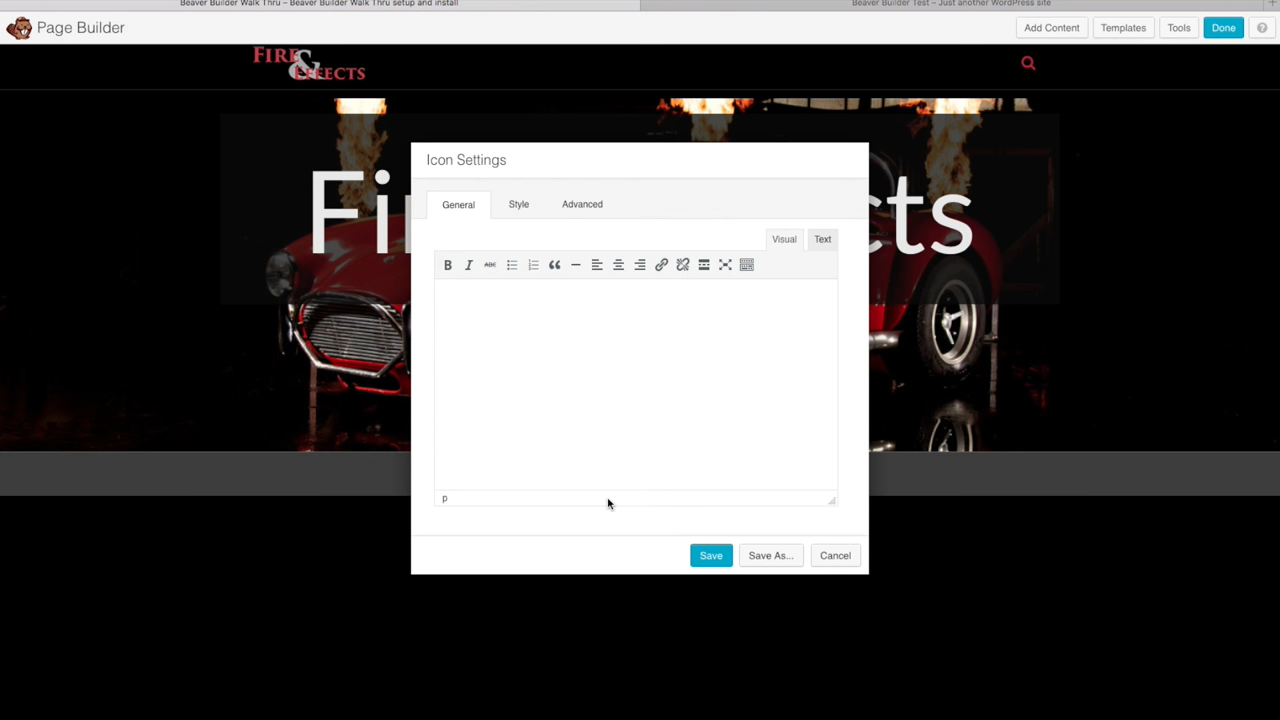 Beaver Builder Walk Thru – Beaver Builder Walk Thru setup and install
Beaver Builder Test – Just another WordPress site
Page Builder
Add Content
Templates
Tools
Done
?
FIRE
&
EFFECTS
Fi
cts
Icon Settings
General
Style
Advanced
Visual
Text
B
I
ABC
p
Save
Save As...
Cancel